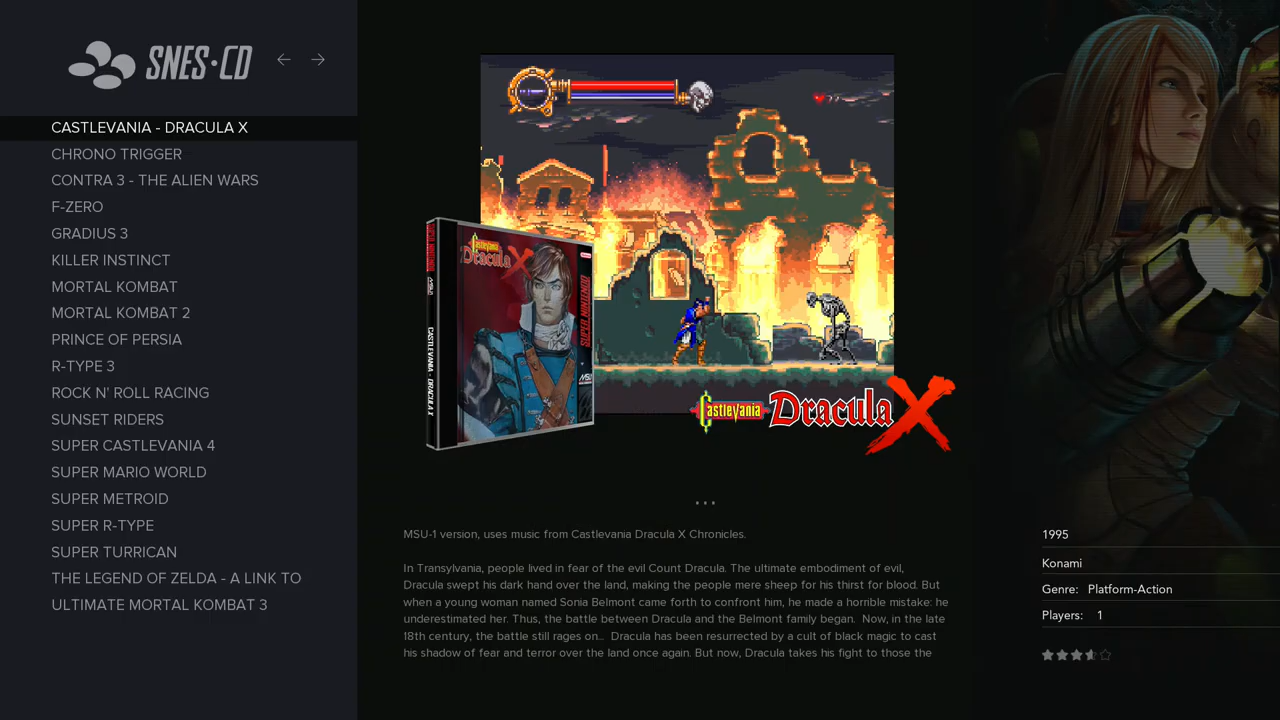 SNES•CD
CASTLEVANIA - DRACULA X
CHRONO TRIGGER
CONTRA 3 - THE ALIEN WARS
F-ZERO
GRADIUS 3
KILLER INSTINCT
MORTAL KOMBAT
MORTAL KOMBAT 2
PRINCE OF PERSIA
R-TYPE 3
ROCK N' ROLL RACING
SUNSET RIDERS
SUPER CASTLEVANIA 4
SUPER MARIO WORLD
SUPER METROID
SUPER R-TYPE
SUPER TURRICAN
THE LEGEND OF ZELDA - A LINK TO
ULTIMATE MORTAL KOMBAT 3
Castlevania
Dracula X
SUPER NINTENDO
CASTLEVANIA - DRACULA X
Castlevania Dracula X
...
MSU-1 version, uses music from Castlevania Dracula X Chronicles.
In Transylvania, people lived in fear of the evil Count Dracula. The ultimate embodiment of evil,
Dracula swept his dark hand over the land, making the people mere sheep for his thirst for blood. But
when a young woman named Sonia Belmont came forth to confront him, he made a horrible mistake: he
underestimated her. Thus, the battle between Dracula and the Belmont family began.  Now, in the late
18th century, the battle still rages on...  Dracula has been resurrected by a cult of black magic to cast
his shadow of fear and terror over the land once again. But now, Dracula takes his fight to those the
1995
Konami
Genre: Platform-Action
Players: 1